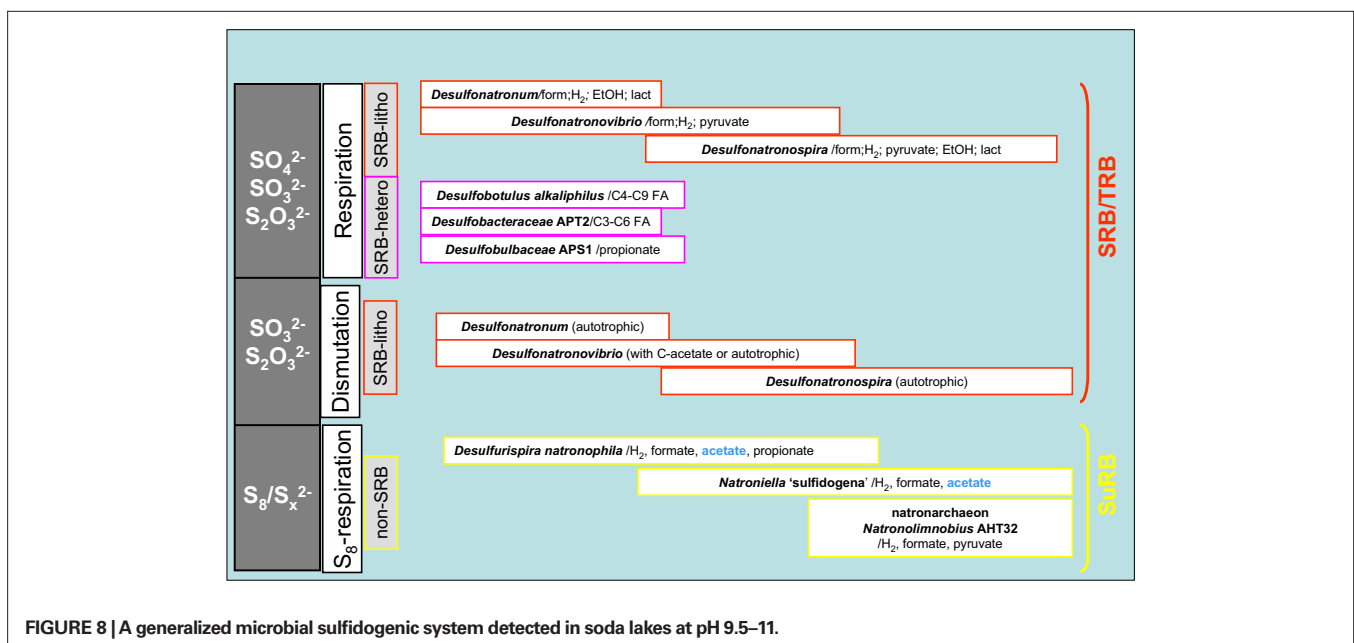 SO₄²⁻
SO₃²⁻
S₂O₃²⁻
Respiration
SRB-litho
Desulfonatronum/form;H₂; EtOH; lact
Desulfonatronovibrio /form;H₂; pyruvate
Desulfonatronospira /form;H₂; pyruvate; EtOH; lact
SRB-hetero
Desulfobotulus alkaliphilus /C4-C9 FA
Desulfobacteraceae APT2/C3-C6 FA
Desulfobulbaceae APS1 /propionate
SRB/TRB
SO₃²⁻
S₂O₃²⁻
Dismutation
SRB-litho
Desulfonatronum (autotrophic)
Desulfonatronovibrio (with C-acetate or autotrophic)
Desulfonatronospira (autotrophic)
S₈/Sₓ²⁻
S₈-respiration
non-SRB
Desulfurispira natronophila /H₂, formate, acetate, propionate
Natroniella ‘sulfidogena’ /H₂, formate, acetate
natronarchaeon
Natronolimnobius AHT32
/H₂, formate, pyruvate
SuRB
FIGURE 8 | A generalized microbial sulfidogenic system detected in soda lakes at pH 9.5–11.